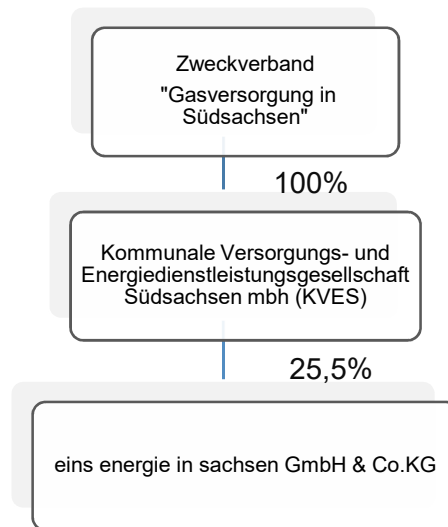 Zweckverband
"Gasversorgung in
Südsachsen"
100%
Kommunale Versorgungs- und
Energiedienstleistungsgesellschaft
Südsachsen mbh (KVES)
25,5%
eins energie in sachsen GmbH & Co.KG